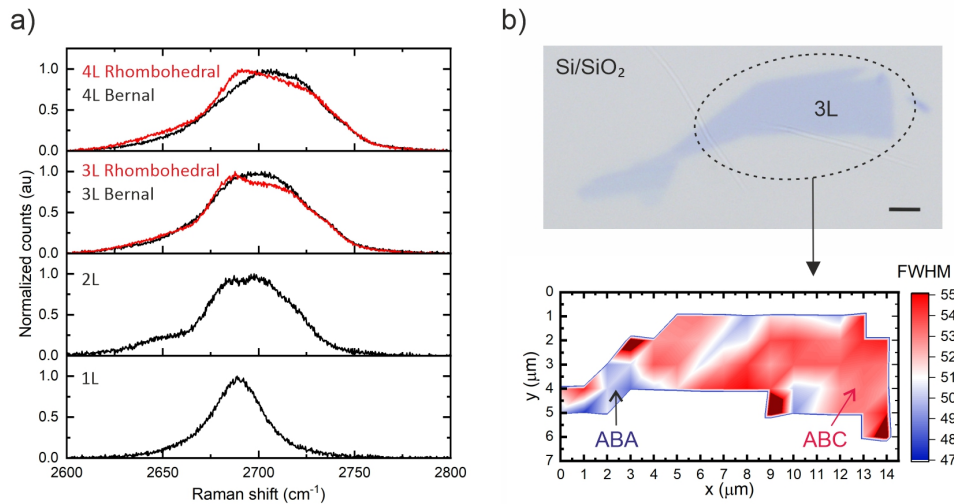 a)
4L Rhombohedral
4L Bernal
3L Rhombohedral
3L Bernal
2L
1L
Normalized counts (au)
1.0
0.5
0.0
1.0
0.5
0.0
1.0
0.5
0.0
1.0
0.5
0.0
2600 2650 2700 2750 2800
Raman shift (cm⁻¹)
b)
Si/SiO₂
3L
FWHM
55
54
53
52
51
50
49
48
47
0
1
2
3
4
5
6
7
y (μm)
ABA
ABC
0 1 2 3 4 5 6 7 8 9 10 11 12 13 14
x (μm)